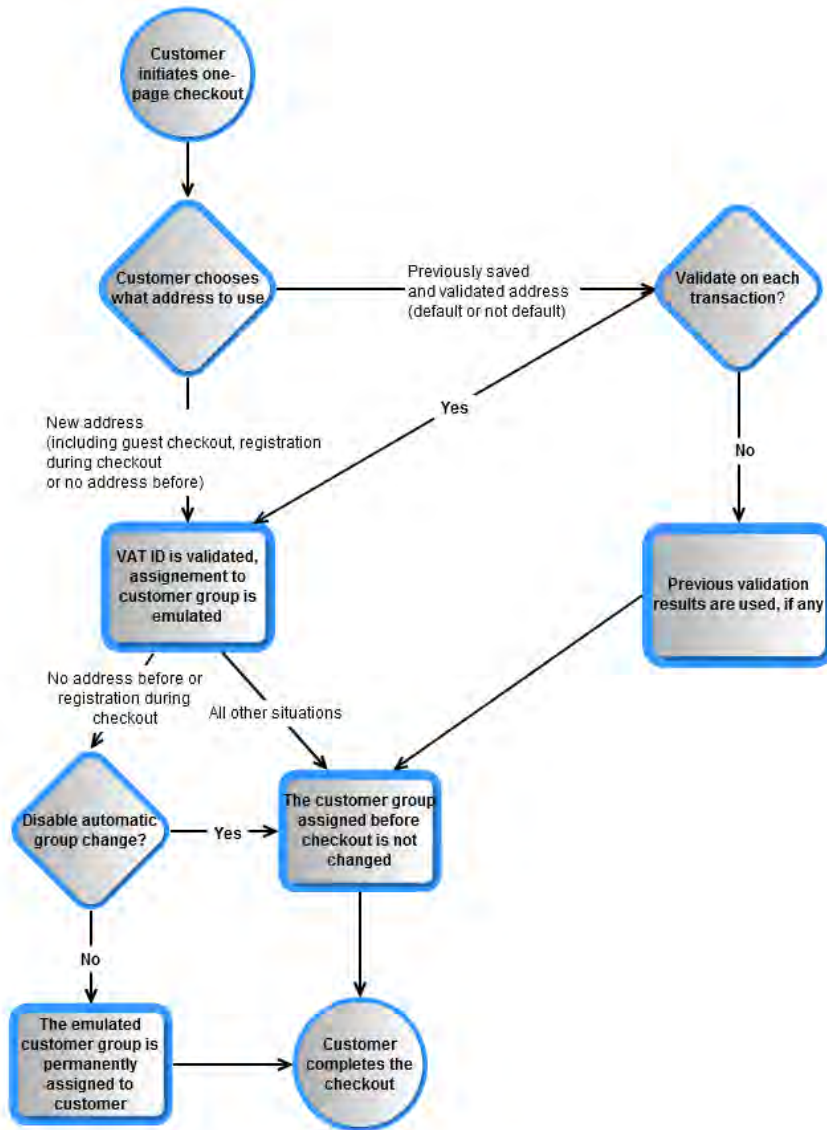 Customer
initiates one-
page checkout
Customer chooses
what address to use
Previously saved
and validated address
(default or not default)
Validate on each
transaction?
Yes
New address
(including guest checkout, registration
during checkout
or no address before)
No
VAT ID is validated,
assignement to
customer group is
emulated
Previous validation
results are used, if any
No address before or
registration during
checkout
All other situations
Disable automatic
group change?
Yes
The customer group
assigned before
checkout is not
changed
No
The emulated
customer group is
permanently
assigned to
customer
Customer
completes the
checkout